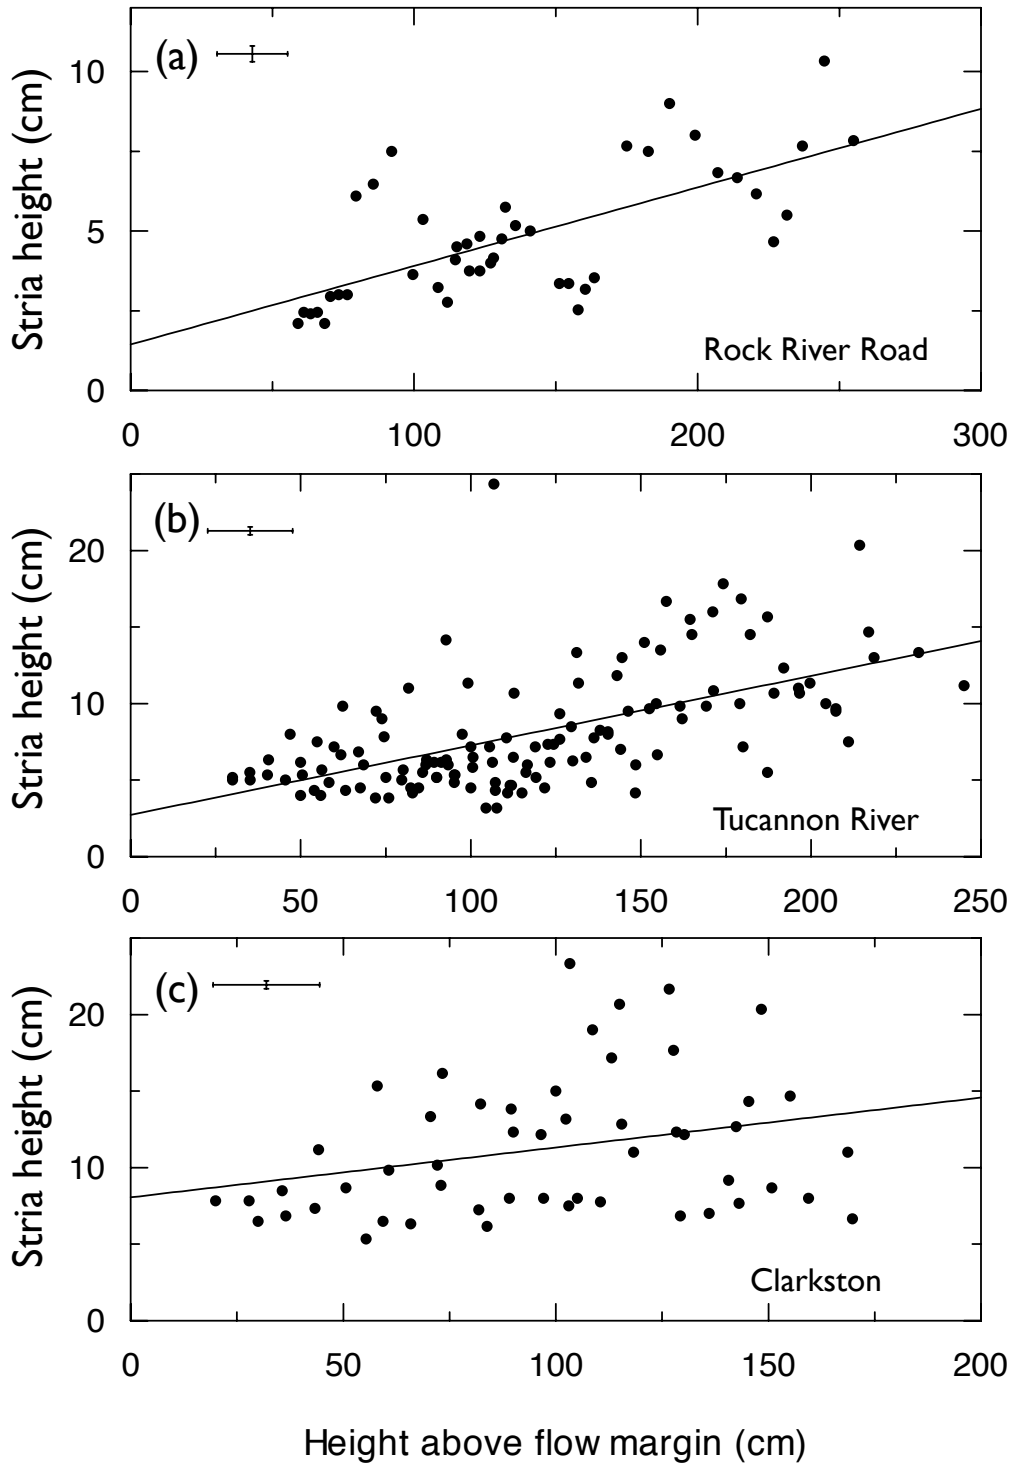 (a)
Stria height (cm)
10
5
0
Rock River Road
0 100 200 300
(b)
Stria height (cm)
20
10
0
Tucannon River
0 50 100 150 200 250
(c)
Stria height (cm)
20
10
0
Clarkston
0 50 100 150 200
Height above flow margin (cm)